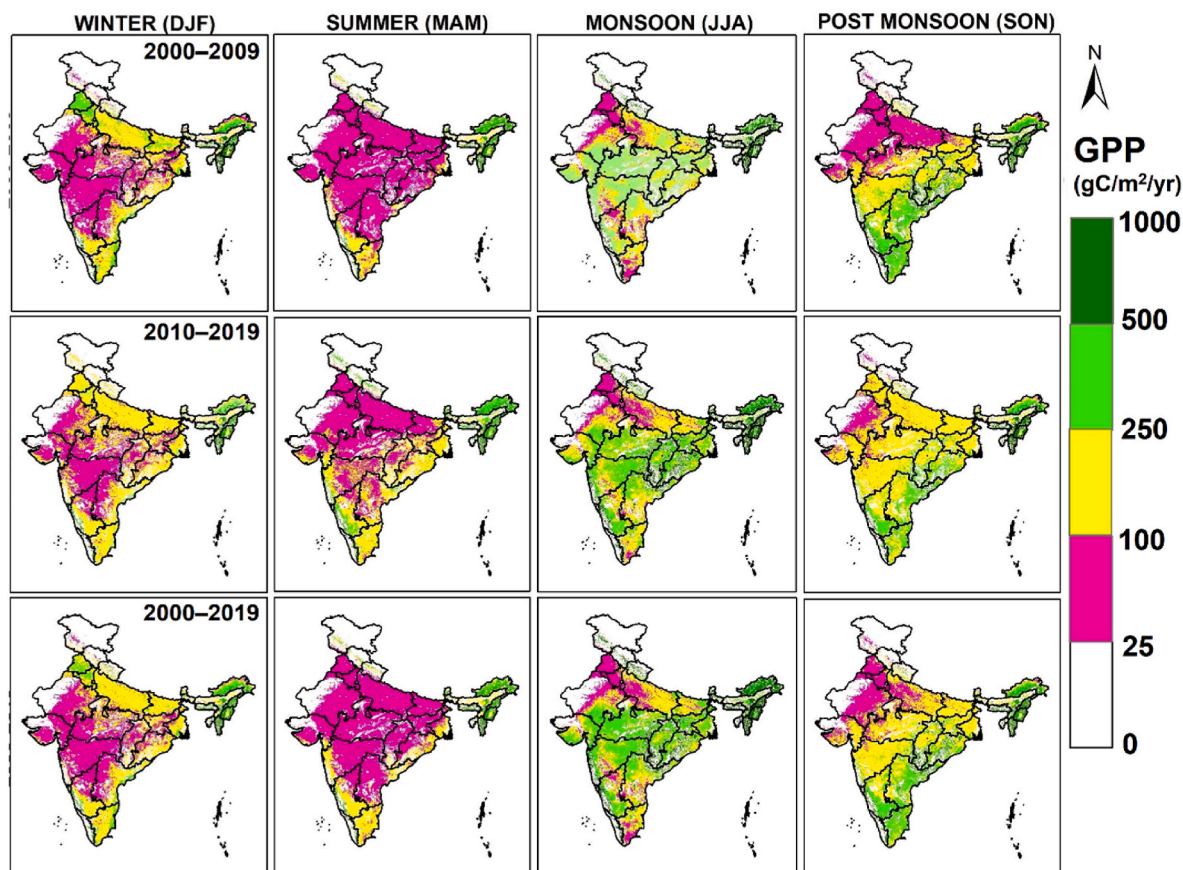 WINTER (DJF)
SUMMER (MAM)
MONSOON (JJA)
POST MONSOON (SON)
2000–2009
2010–2019
2000–2019
N
GPP
(gC/m²/yr)
1000
500
250
100
25
0